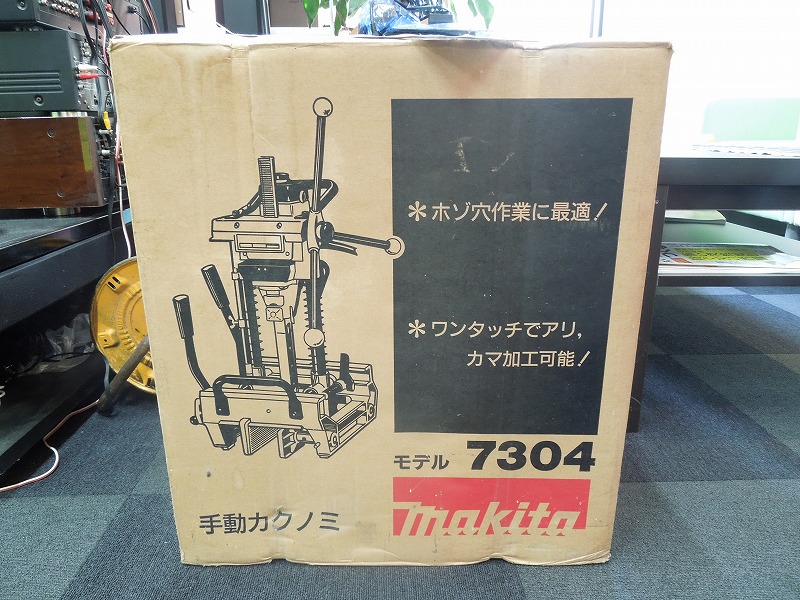 ＊ホゾ穴作業に最適！
＊ワンタッチでアリ，
カマ加工可能！
モデル 7304
makita
手動カクノミ